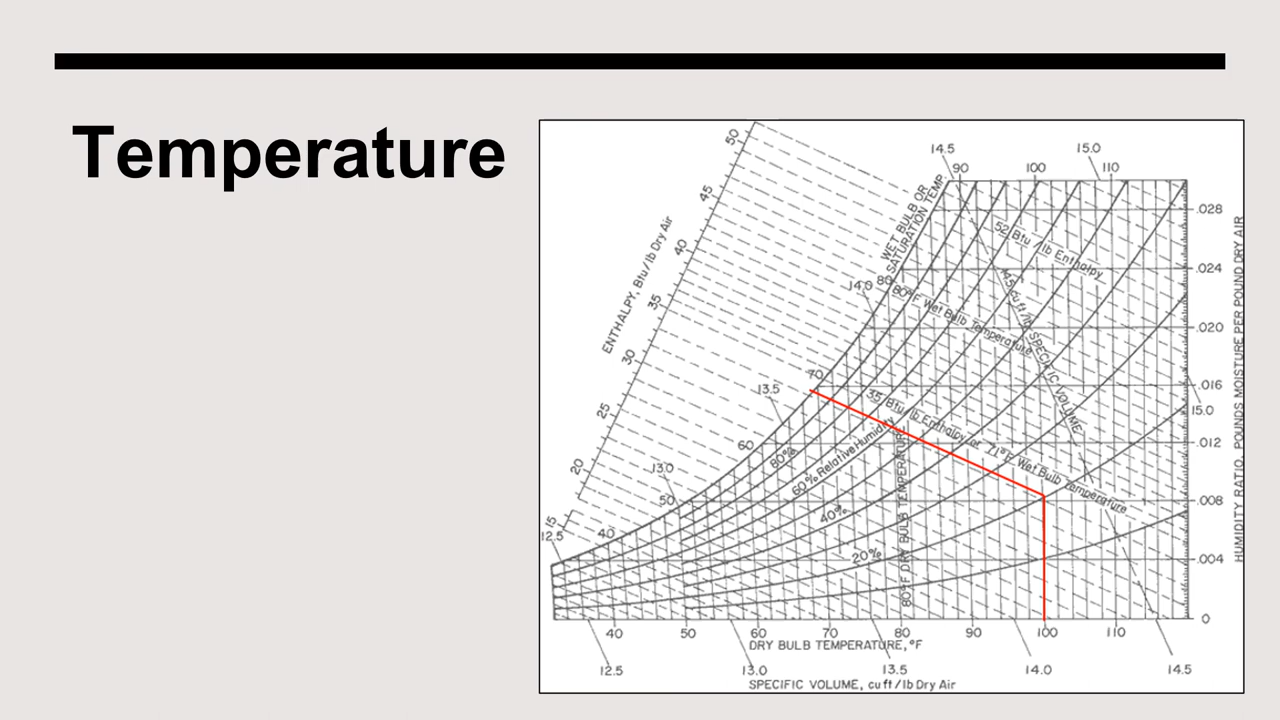 Temperature
50
45
40
35
30
25
20
15
ENTHALPY, Btu/lb Dry Air
14.5
90
100
15.0
110
WET BULB OR
SATURATION TEMP.
.028
52 Btu/lb Enthalpy
.024
14.0
80
80°F Wet Bulb Temperature
14.5 cu ft/lb SPECIFIC VOLUME
.020
70
.016
13.5
35 Btu/lb Enthalpy or 71°F Wet Bulb Temperature
15.0
60
80%
60% Relative Humidity
.012
13.0
50
40%
.008
12.5
40
20%
80°F DRY BULB TEMPERATURE
.004
0
HUMIDITY RATIO, POUNDS MOISTURE PER POUND DRY AIR
40 50 60 70 80 90 100 110
DRY BULB TEMPERATURE, °F
12.5 13.0 13.5 14.0 14.5
SPECIFIC VOLUME, cu ft/lb Dry Air